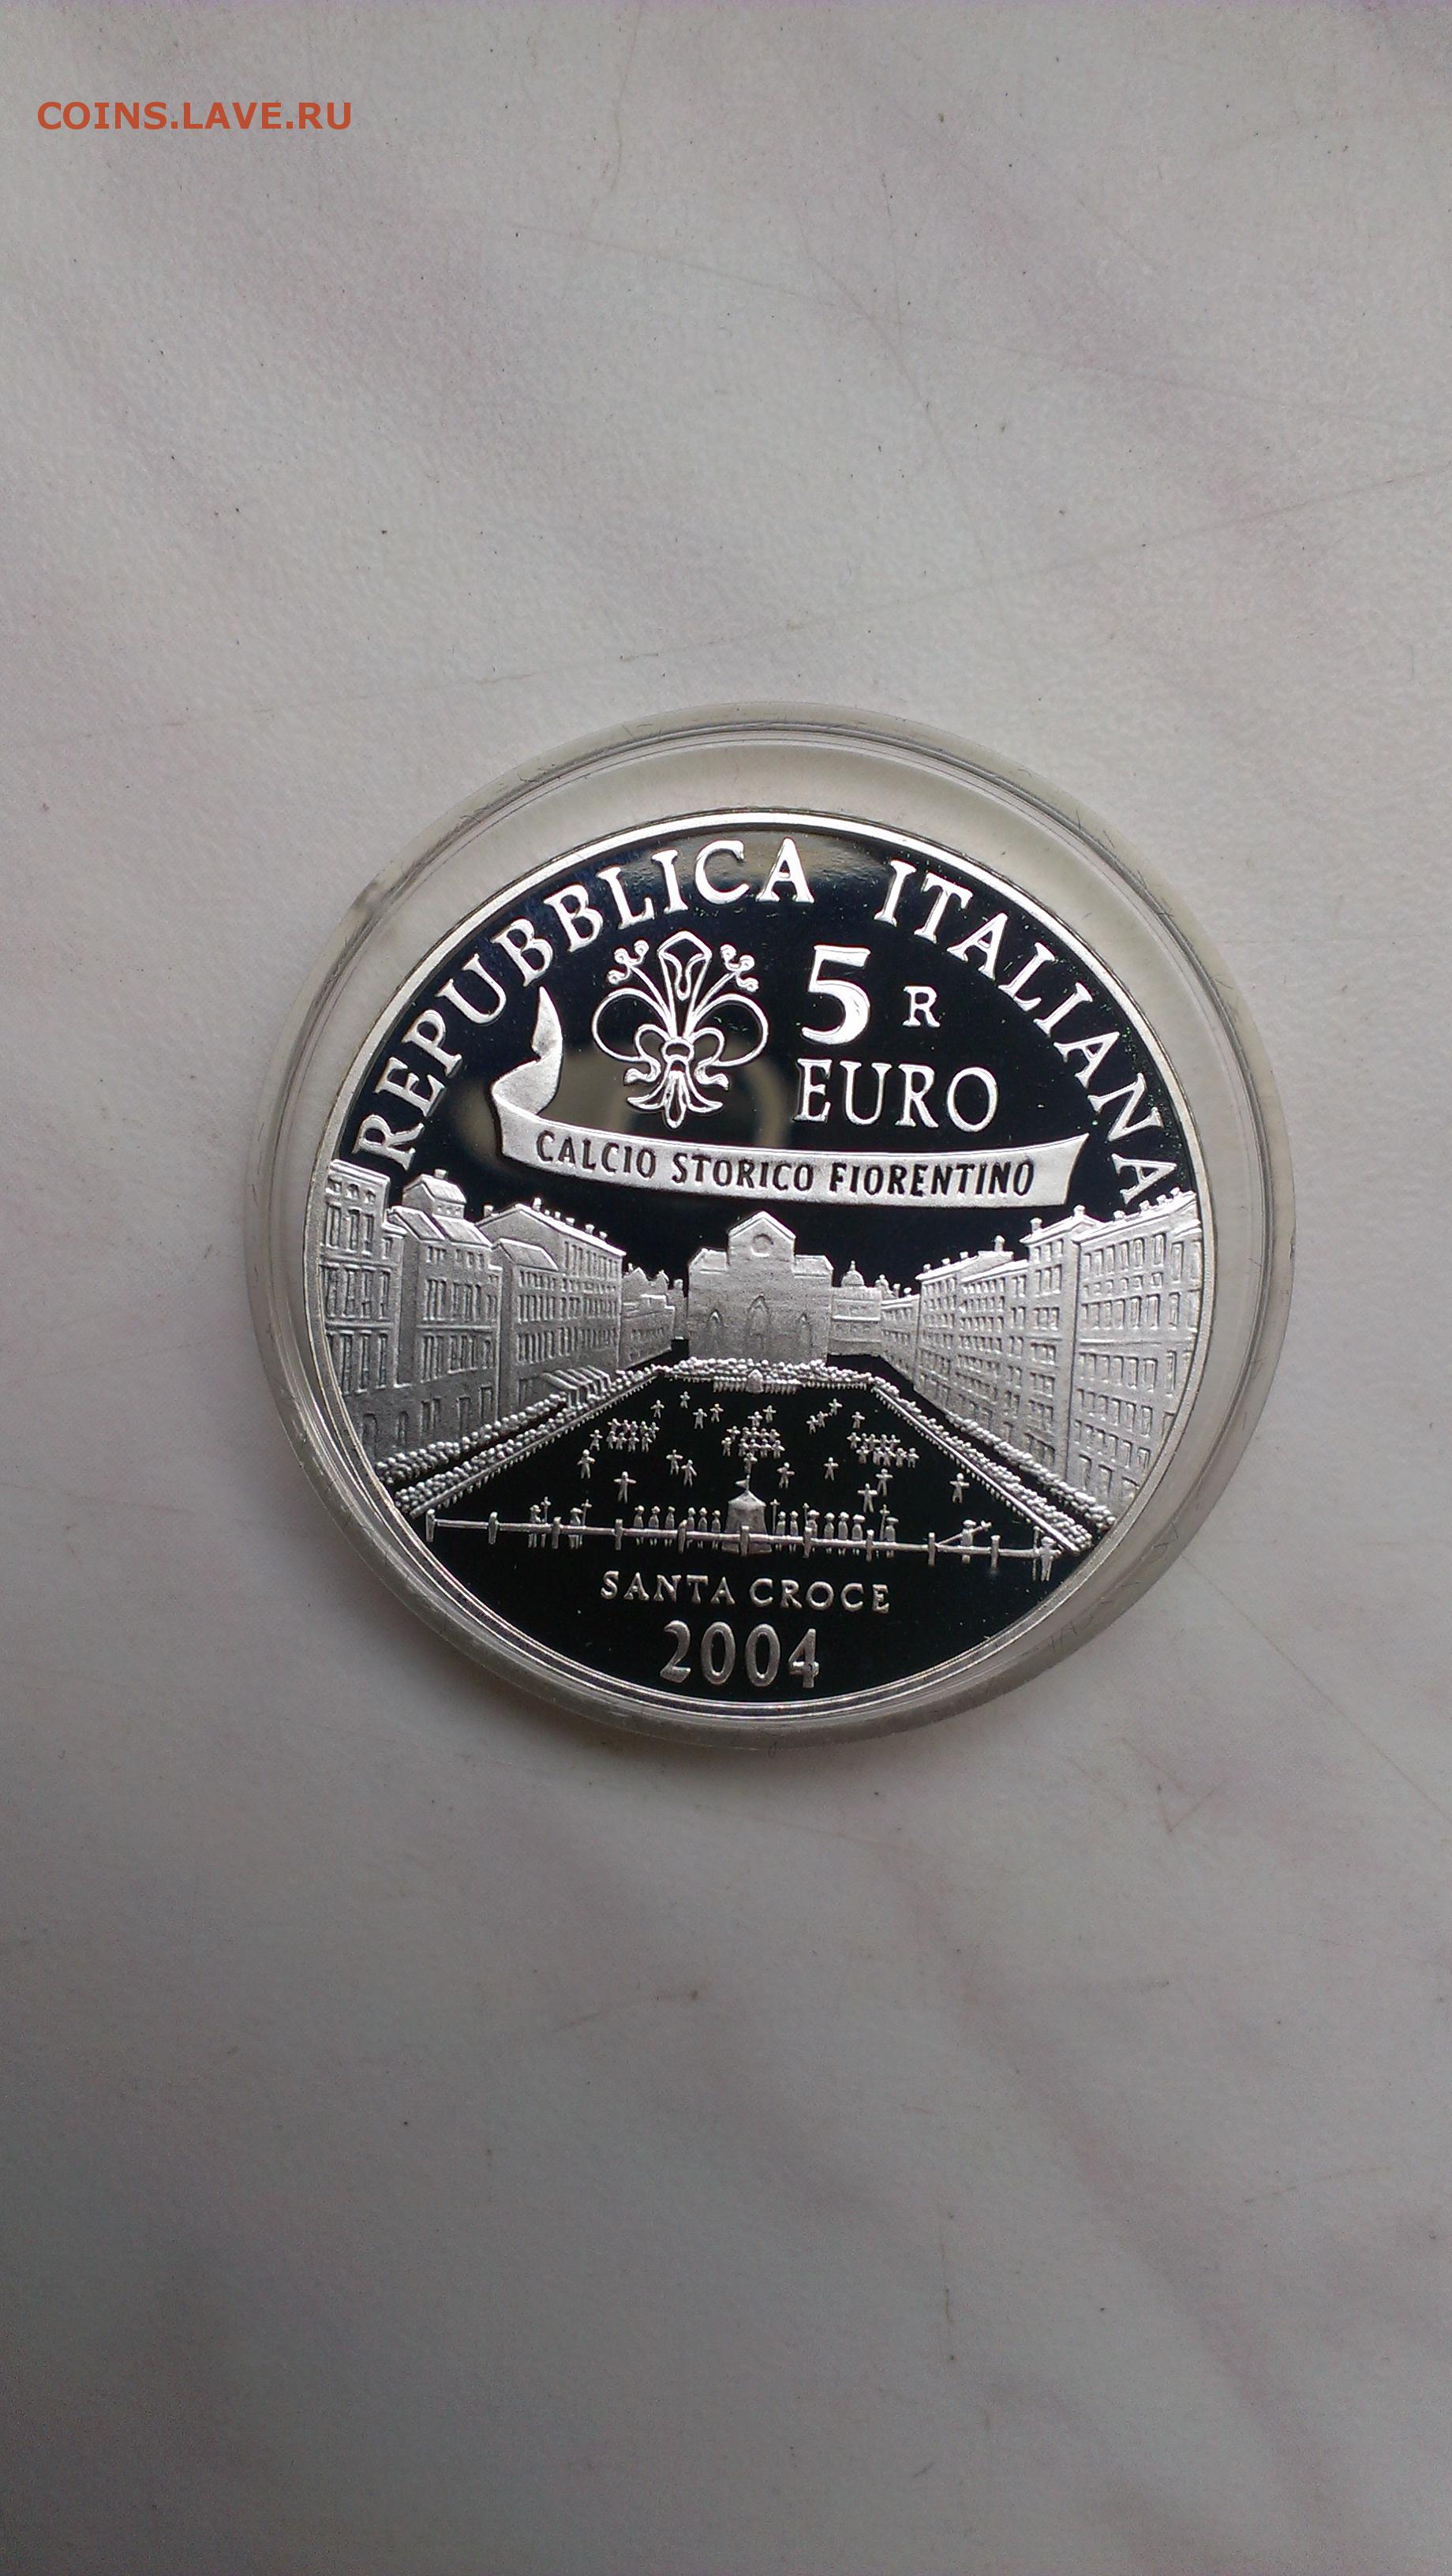 COINS.LAVE.RU
REPUBBLICA ITALIANA
5 R
EURO
CALCIO STORICO FIORENTINO
SANTA CROCE
2004